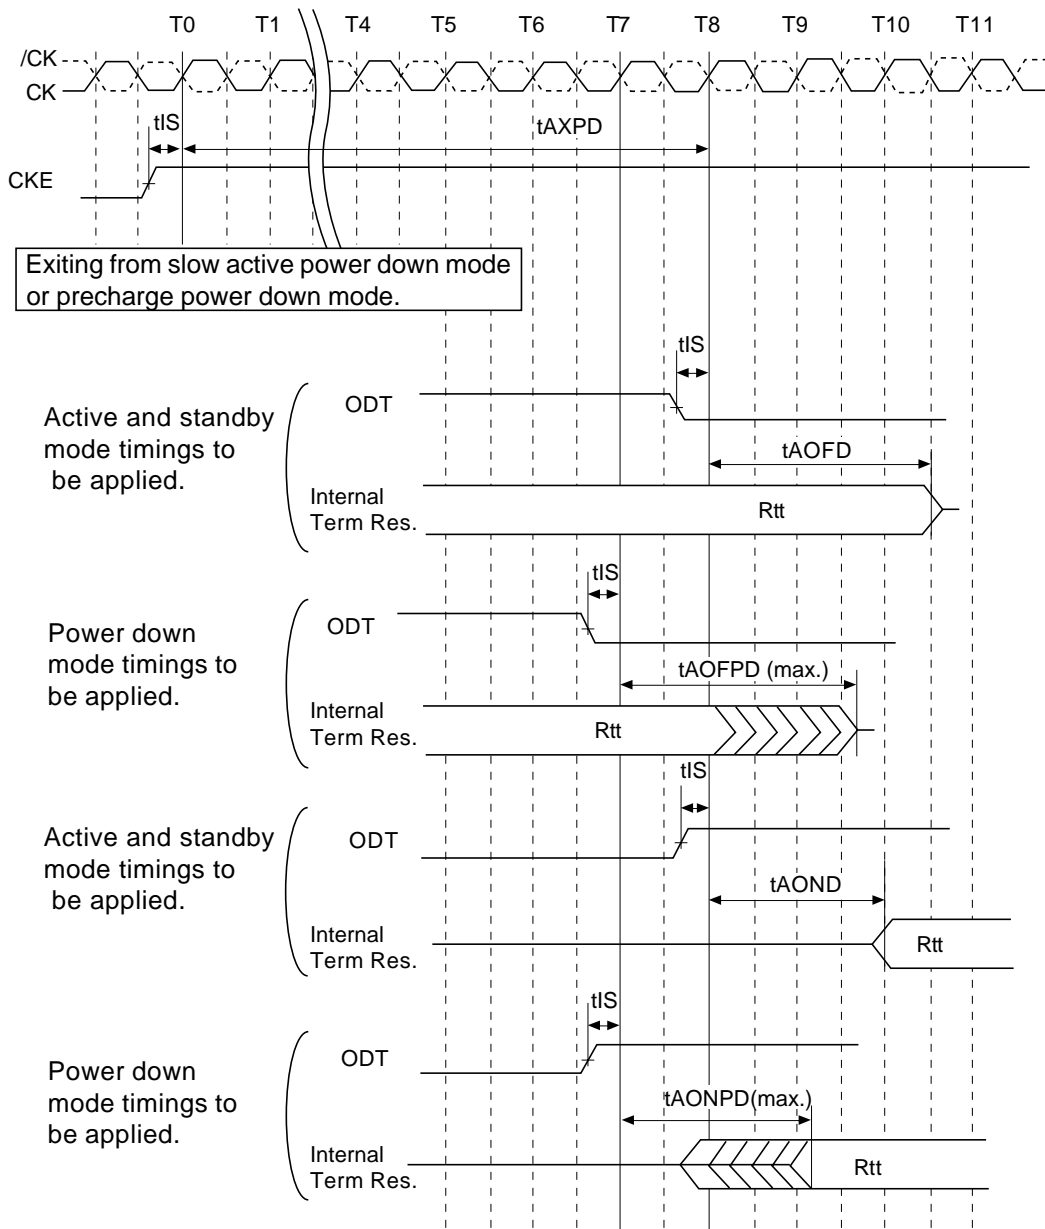 T0 T1 T4 T5 T6 T7 T8 T9 T10 T11
/CK
CK
tIS
tAXPD
CKE
Exiting from slow active power down mode
or precharge power down mode.
tIS
ODT
Active and standby
mode timings to
be applied.
tAOFD
Internal
Term Res.
Rtt
tIS
ODT
Power down
mode timings to
be applied.
tAOFPD (max.)
Internal
Term Res.
Rtt
tIS
ODT
Active and standby
mode timings to
be applied.
tAOND
Internal
Term Res.
Rtt
tIS
ODT
Power down
mode timings to
be applied.
tAONPD(max.)
Internal
Term Res.
Rtt